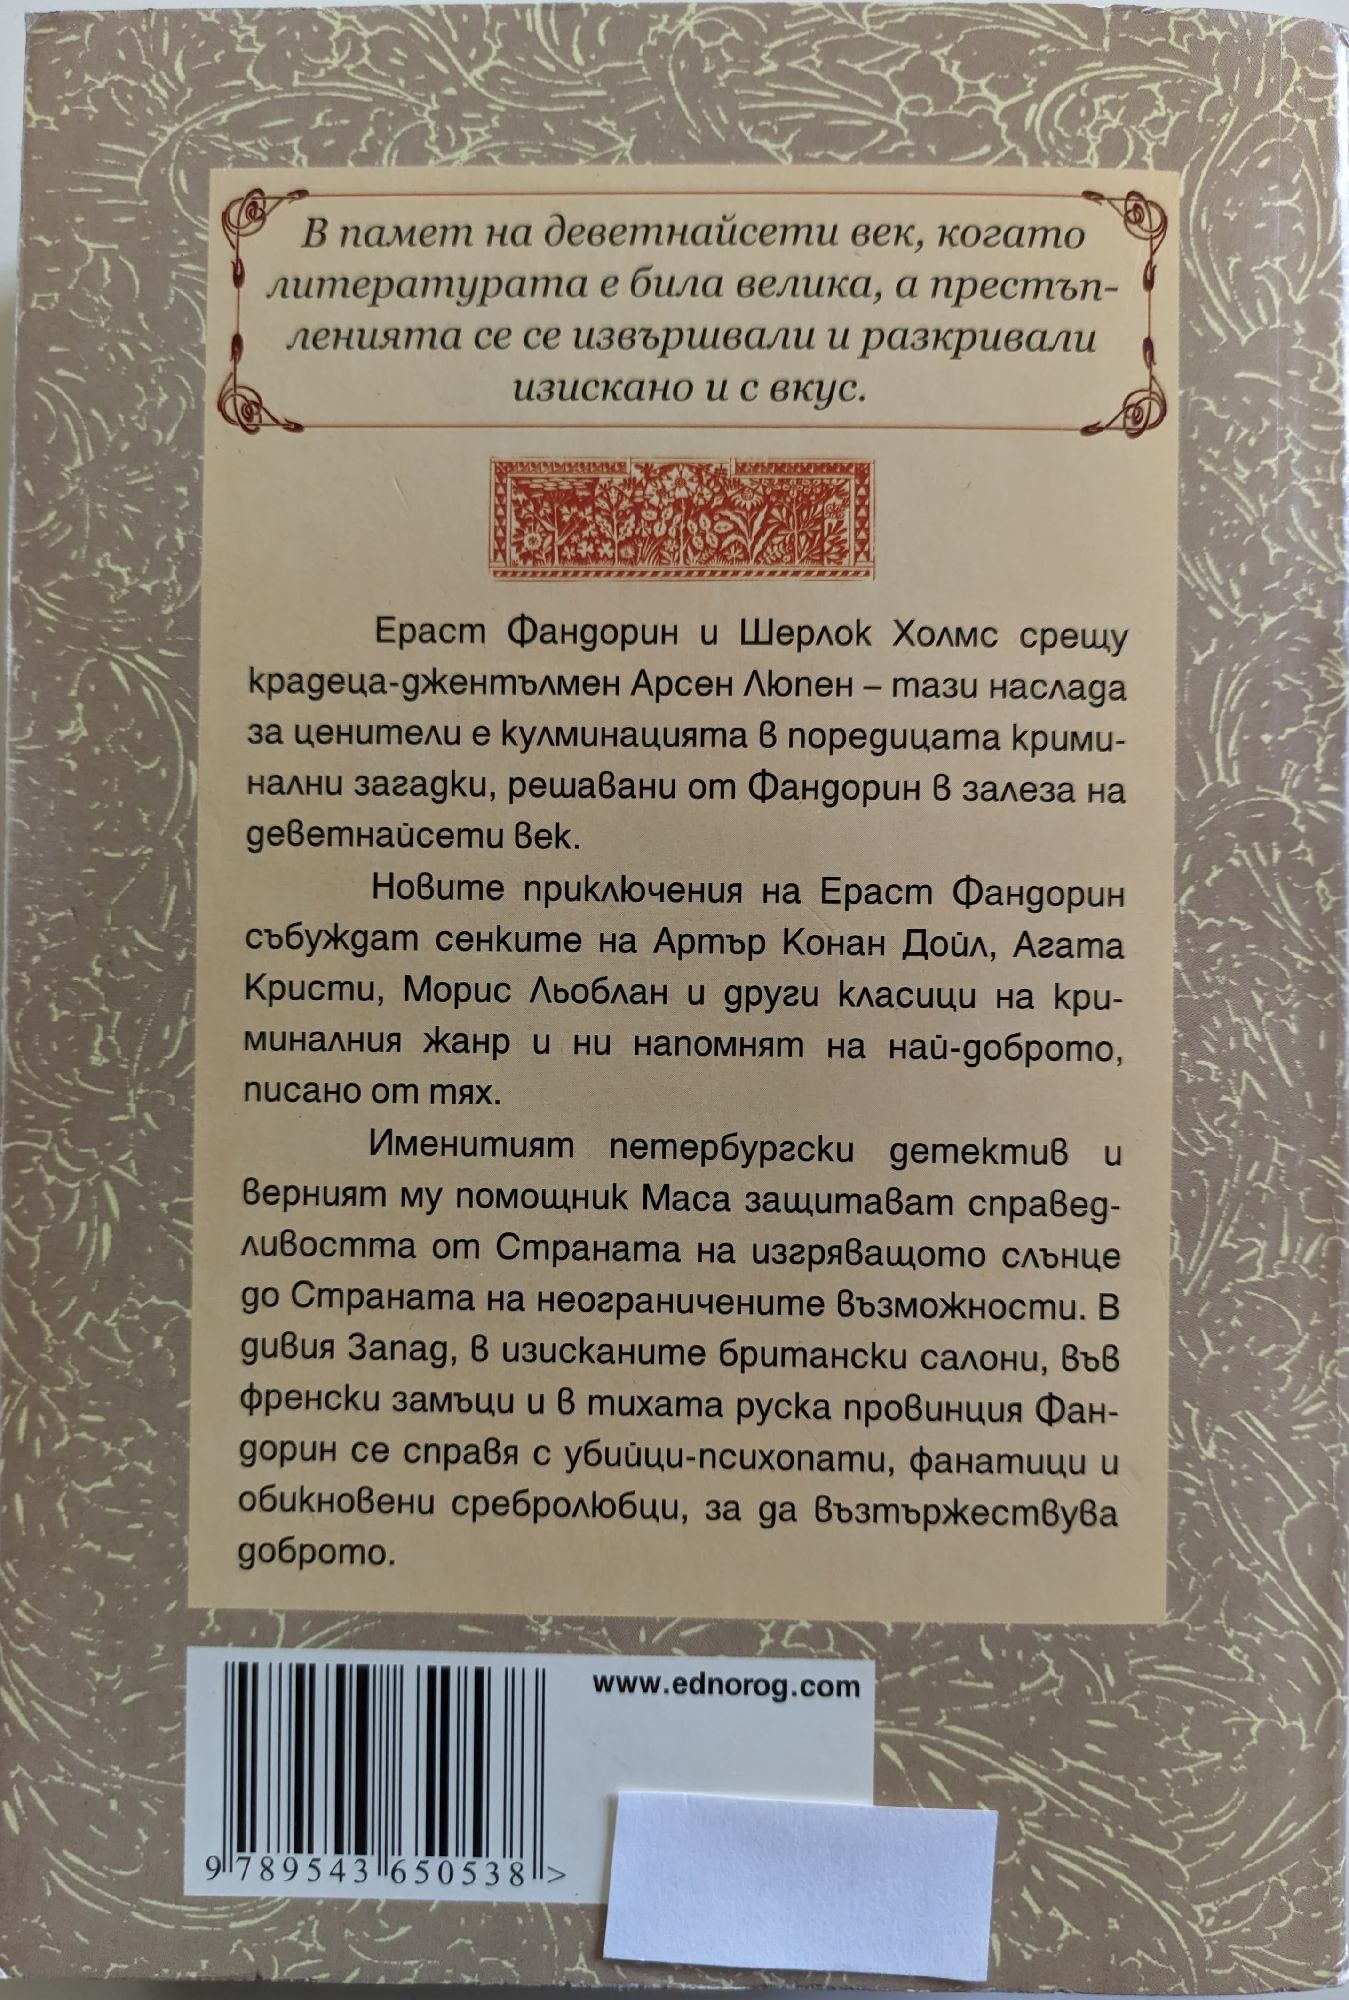 В памет на деветнайсети век, когато
литературата е била велика, а престъп-
ленията се се извършвали и разкривали
изискано и с вкус.
Ераст Фандорин и Шерлок Холмс срещу
крадеца-джентълмен Арсен Люпен – тази наслада
за ценители е кулминацията в поредицата крими-
нални загадки, решавани от Фандорин в залеза на
деветнайсети век.
Новите приключения на Ераст Фандорин
събуждат сенките на Артър Конан Дойл, Агата
Кристи, Морис Льоблан и други класици на кри-
миналния жанр и ни напомнят на най-доброто,
писано от тях.
Именитият петербургски детектив и
верният му помощник Маса защитават справед-
ливостта от Страната на изгряващото слънце
до Страната на неограничените възможности. В
дивия Запад, в изисканите британски салони, във
френски замъци и в тихата руска провинция Фан-
дорин се справя с убийци-психопати, фанатици и
обикновени сребролюбци, за да възтържествува
доброто.
www.ednorog.com
9 789543 650538 >